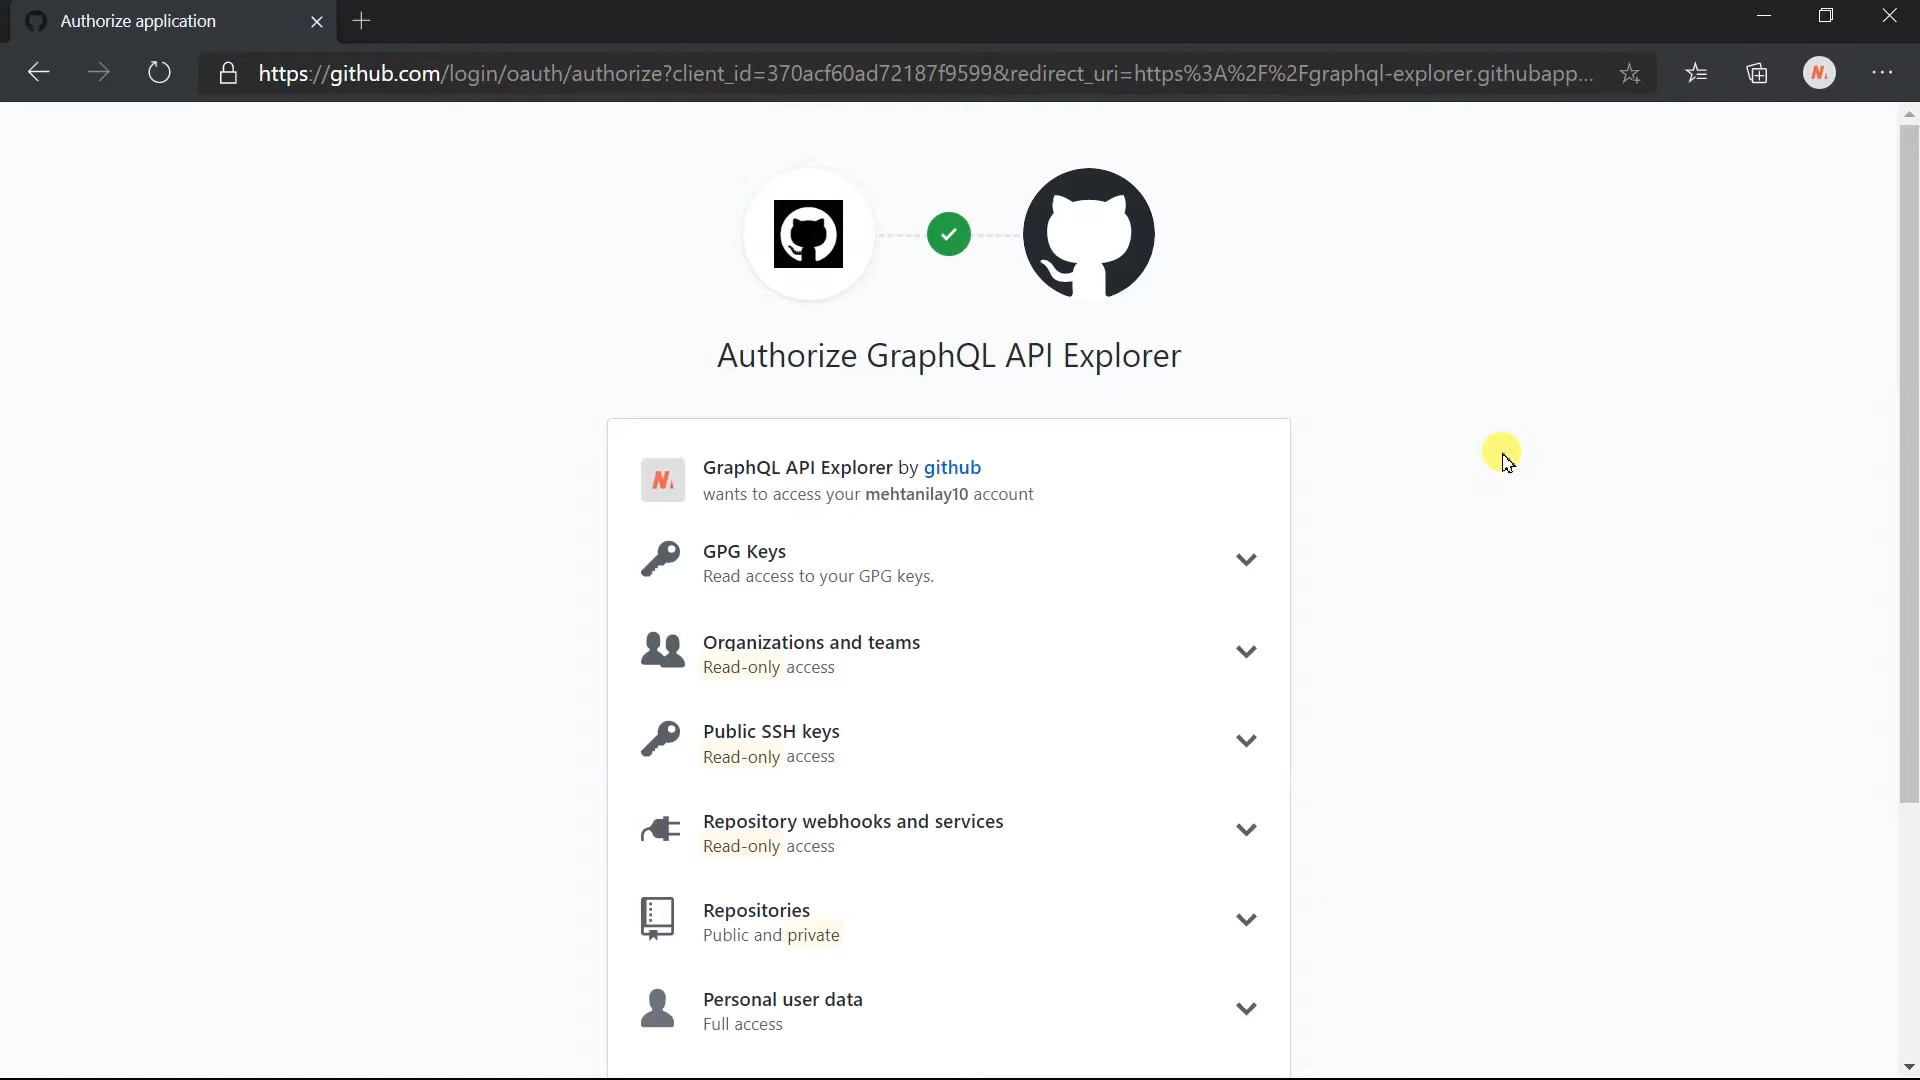 Authorize application
https://github.com/login/oauth/authorize?client_id=370acf60ad72187f9599&redirect_uri=https%3A%2F%2Fgraphql-explorer.githubapp...
N.
Authorize GraphQL API Explorer
N.
GraphQL API Explorer by github
wants to access your mehtanilay10 account
GPG Keys
Read access to your GPG keys.
Organizations and teams
Read-only access
Public SSH keys
Read-only access
Repository webhooks and services
Read-only access
Repositories
Public and private
Personal user data
Full access